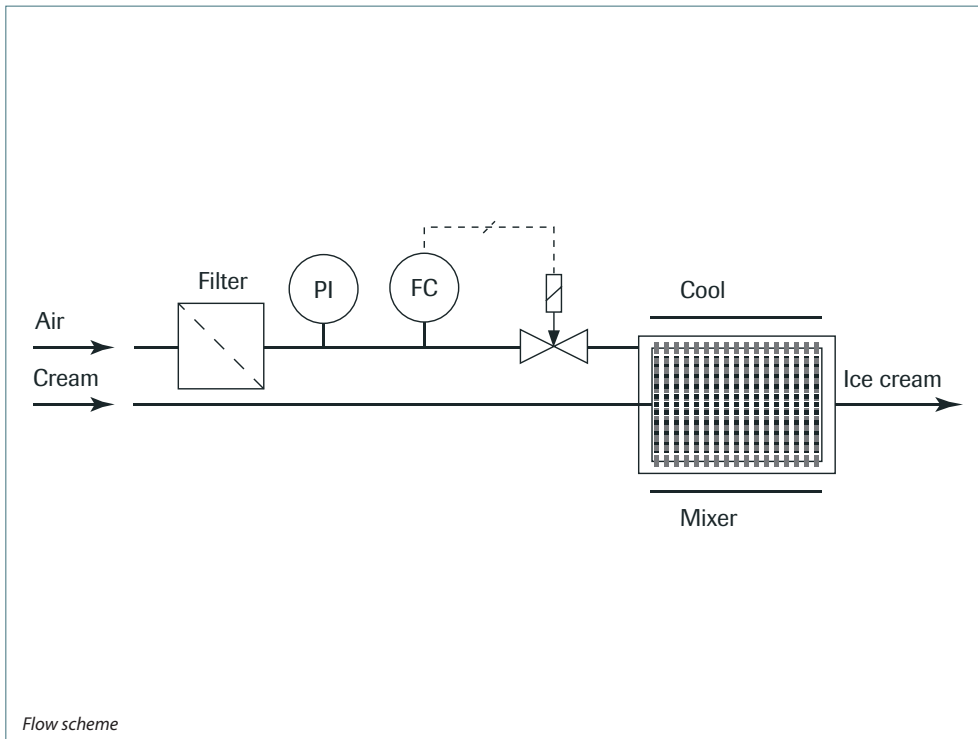 Filter
PI
FC
Cool
Air
Cream
Ice cream
Mixer
Flow scheme